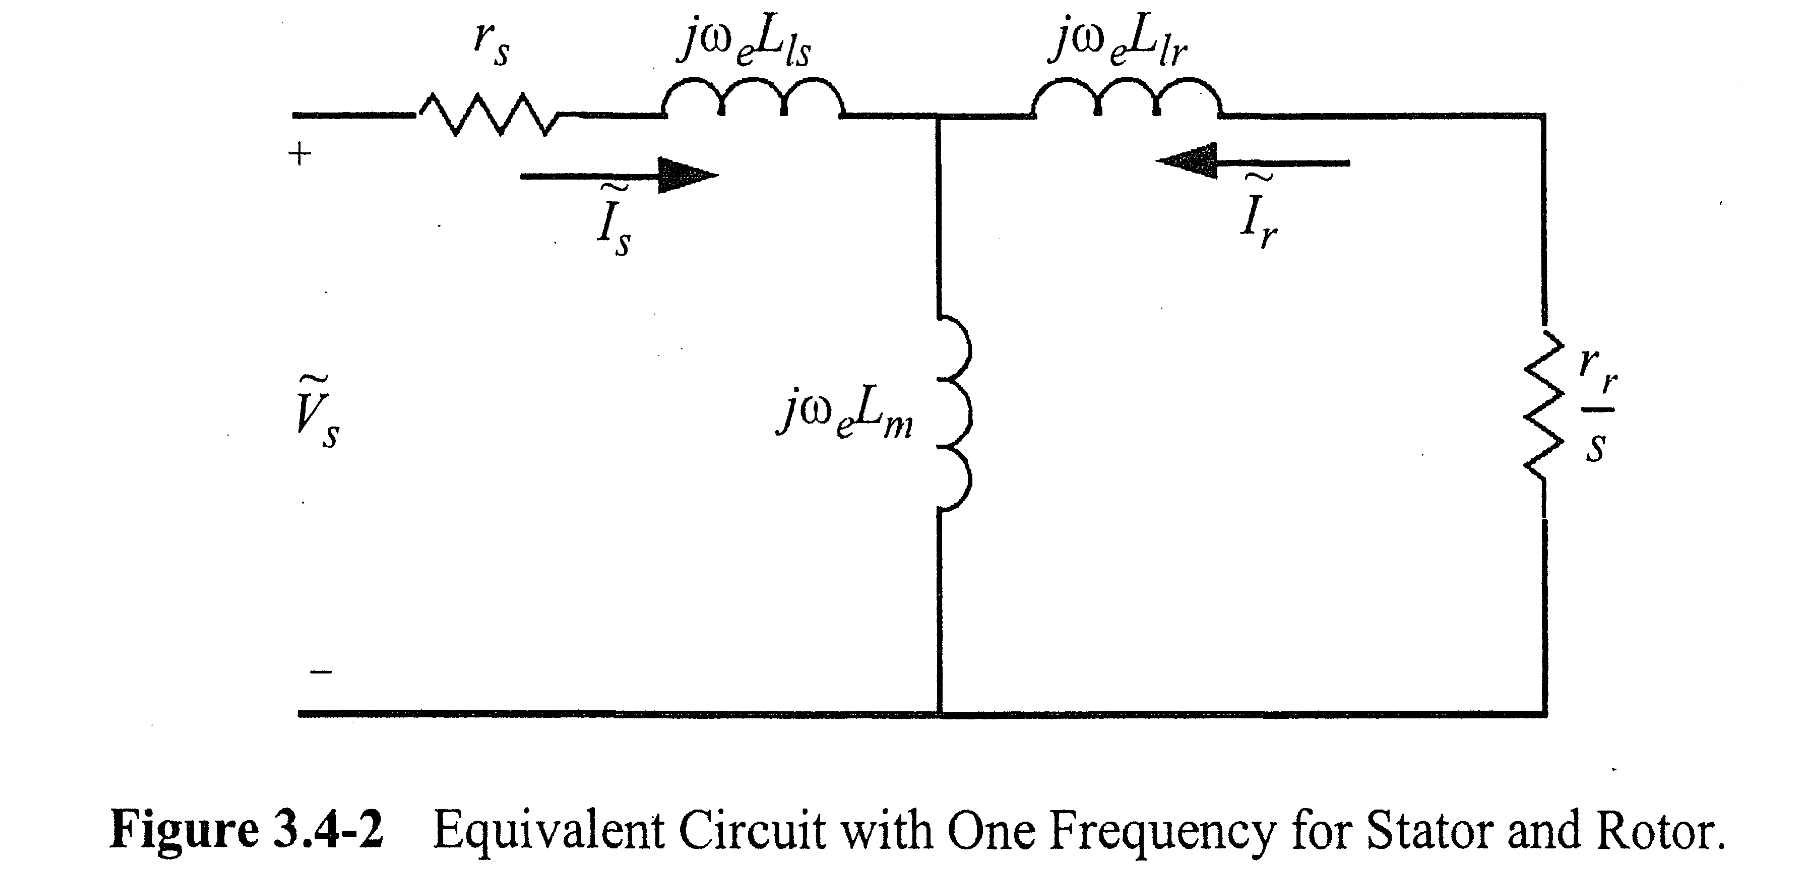 r_s
jω_eL_ls
jω_eL_lr
+
Ĩ_s
Ĩ_r
Ṽ_s
jω_eL_m
r_r
s
−
Figure 3.4-2 Equivalent Circuit with One Frequency for Stator and Rotor.